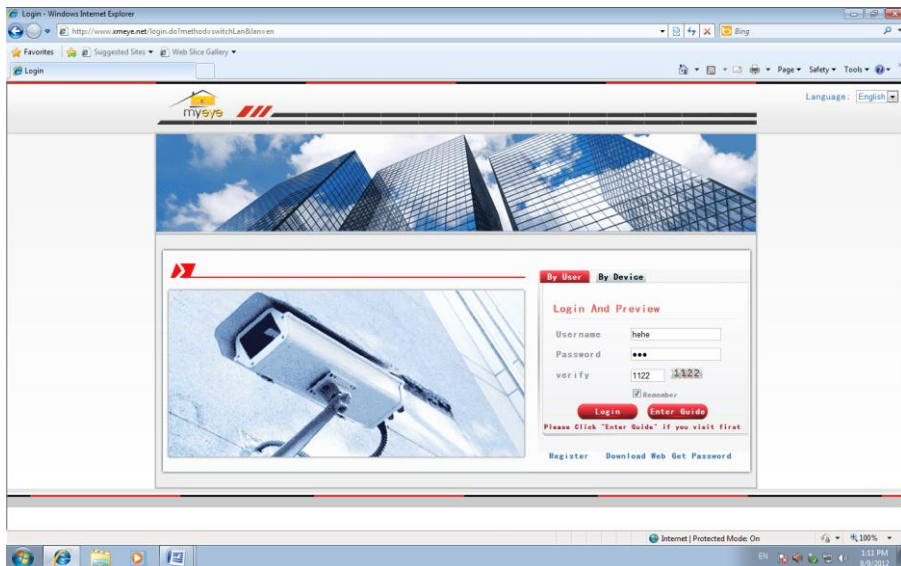 Login - Windows Internet Explorer
http://www.xmeye.net/login.do?method=switchLan&lan=en
Bing
Favorites Suggested Sites Web Slice Gallery
Login
Page Safety Tools
Language: English
myeye
By User By Device
Login And Preview
Username hehe
Password
verify 1122 1122
Remember
Login Enter Guide
Please Click "Enter Guide" if you visit first
Register Download Web Get Password
Internet | Protected Mode: On 100%
EN 1:11 PM
8/9/2012